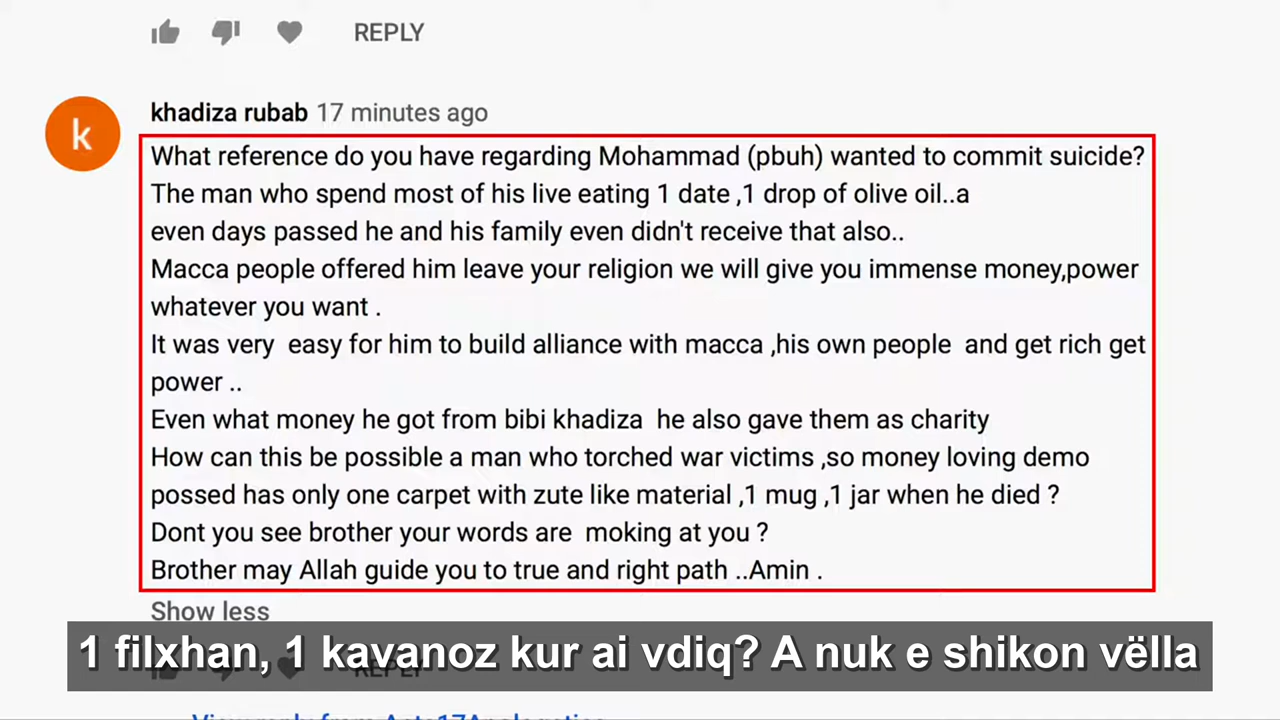 REPLY
k
khadiza rubab 17 minutes ago
What reference do you have regarding Mohammad (pbuh) wanted to commit suicide?
The man who spend most of his live eating 1 date ,1 drop of olive oil..a
even days passed he and his family even didn't receive that also..
Macca people offered him leave your religion we will give you immense money,power
whatever you want .
It was very  easy for him to build alliance with macca ,his own people  and get rich get
power ..
Even what money he got from bibi khadiza  he also gave them as charity
How can this be possible a man who torched war victims ,so money loving demo
possed has only one carpet with zute like material ,1 mug ,1 jar when he died ?
Dont you see brother your words are  moking at you ?
Brother may Allah guide you to true and right path ..Amin .
Show less
1 filxhan, 1 kavanoz kur ai vdiq? A nuk e shikon vëlla
REPLY